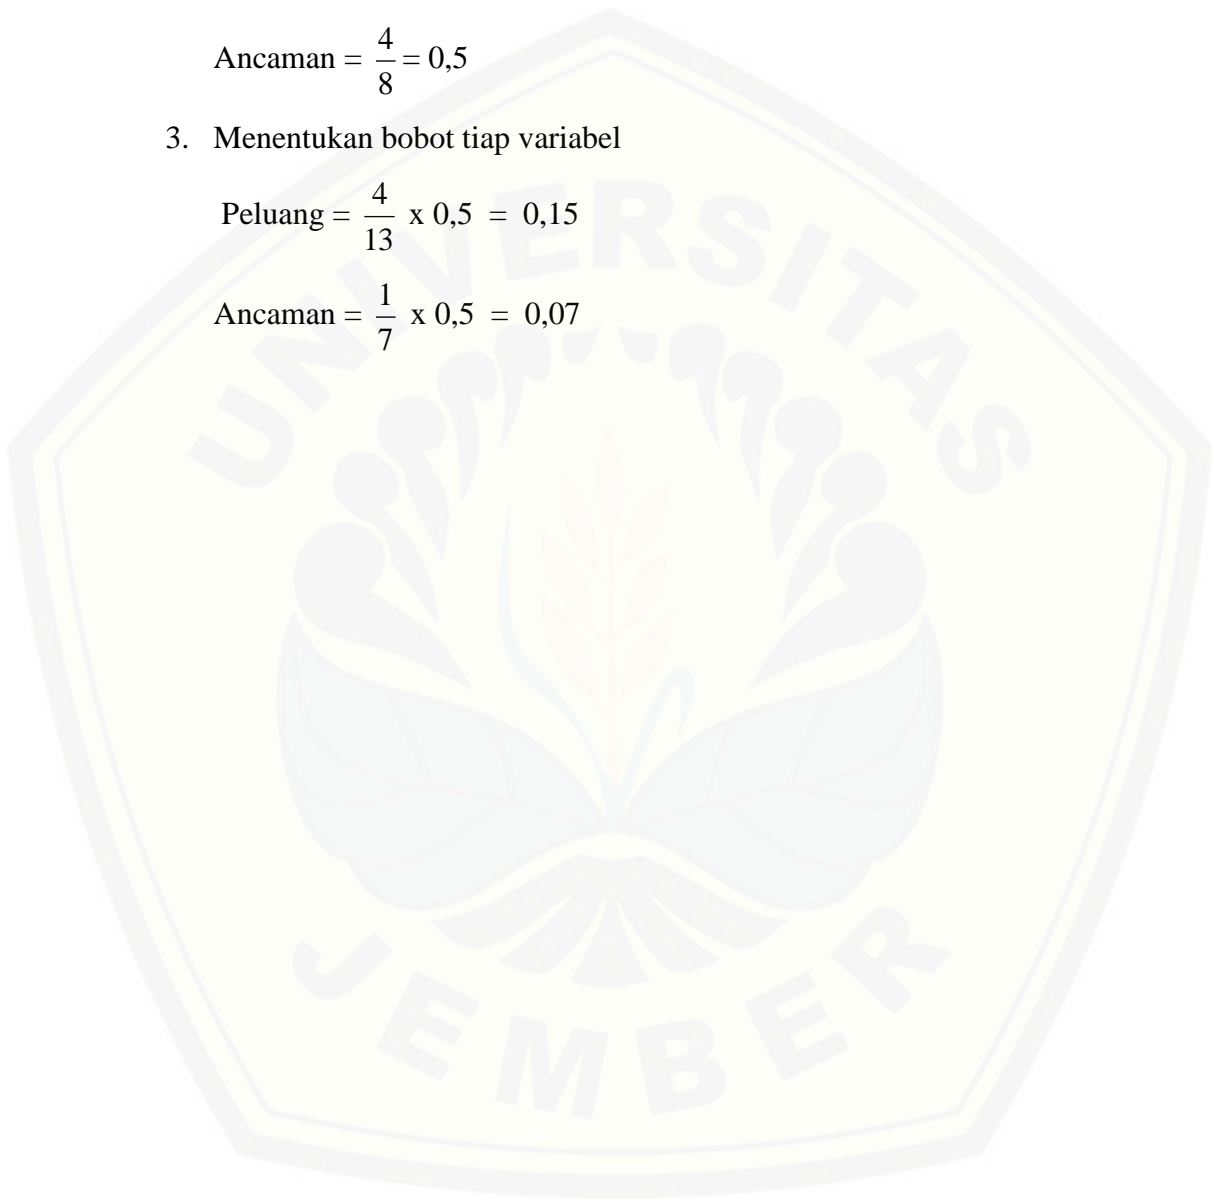 Ancaman = 4/8 = 0,5
3. Menentukan bobot tiap variabel
Peluang = 4/13 x 0,5 = 0,15
Ancaman = 1/7 x 0,5 = 0,07
UNIVERSITAS
JEMBER